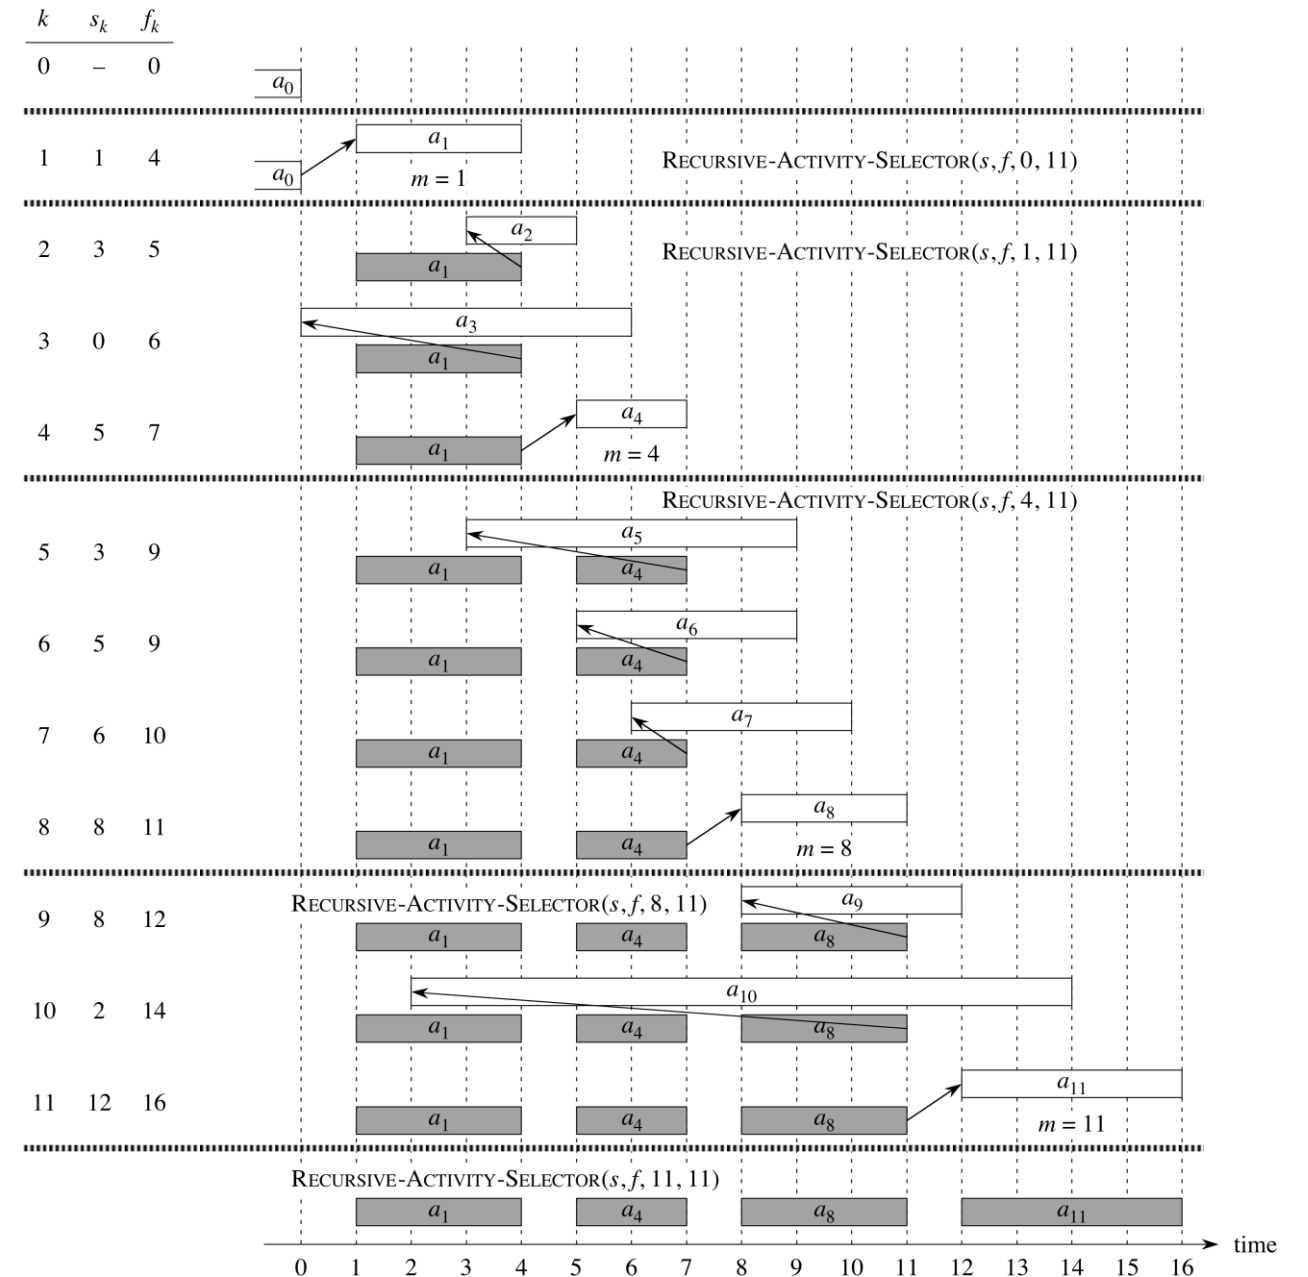 k s_k f_k
0 – 0
a_0
1 1 4
a_1
a_0
m = 1
RECURSIVE-ACTIVITY-SELECTOR(s, f, 0, 11)
2 3 5
a_2
a_1
RECURSIVE-ACTIVITY-SELECTOR(s, f, 1, 11)
3 0 6
a_3
a_1
4 5 7
a_4
a_1
m = 4
RECURSIVE-ACTIVITY-SELECTOR(s, f, 4, 11)
5 3 9
a_5
a_1 a_4
6 5 9
a_6
a_1 a_4
7 6 10
a_7
a_1 a_4
8 8 11
a_8
a_1 a_4
m = 8
RECURSIVE-ACTIVITY-SELECTOR(s, f, 8, 11)
9 8 12
a_9
a_1 a_4 a_8
10 2 14
a_10
a_1 a_4 a_8
11 12 16
a_11
a_1 a_4 a_8
m = 11
RECURSIVE-ACTIVITY-SELECTOR(s, f, 11, 11)
a_1 a_4 a_8 a_11
time
0 1 2 3 4 5 6 7 8 9 10 11 12 13 14 15 16